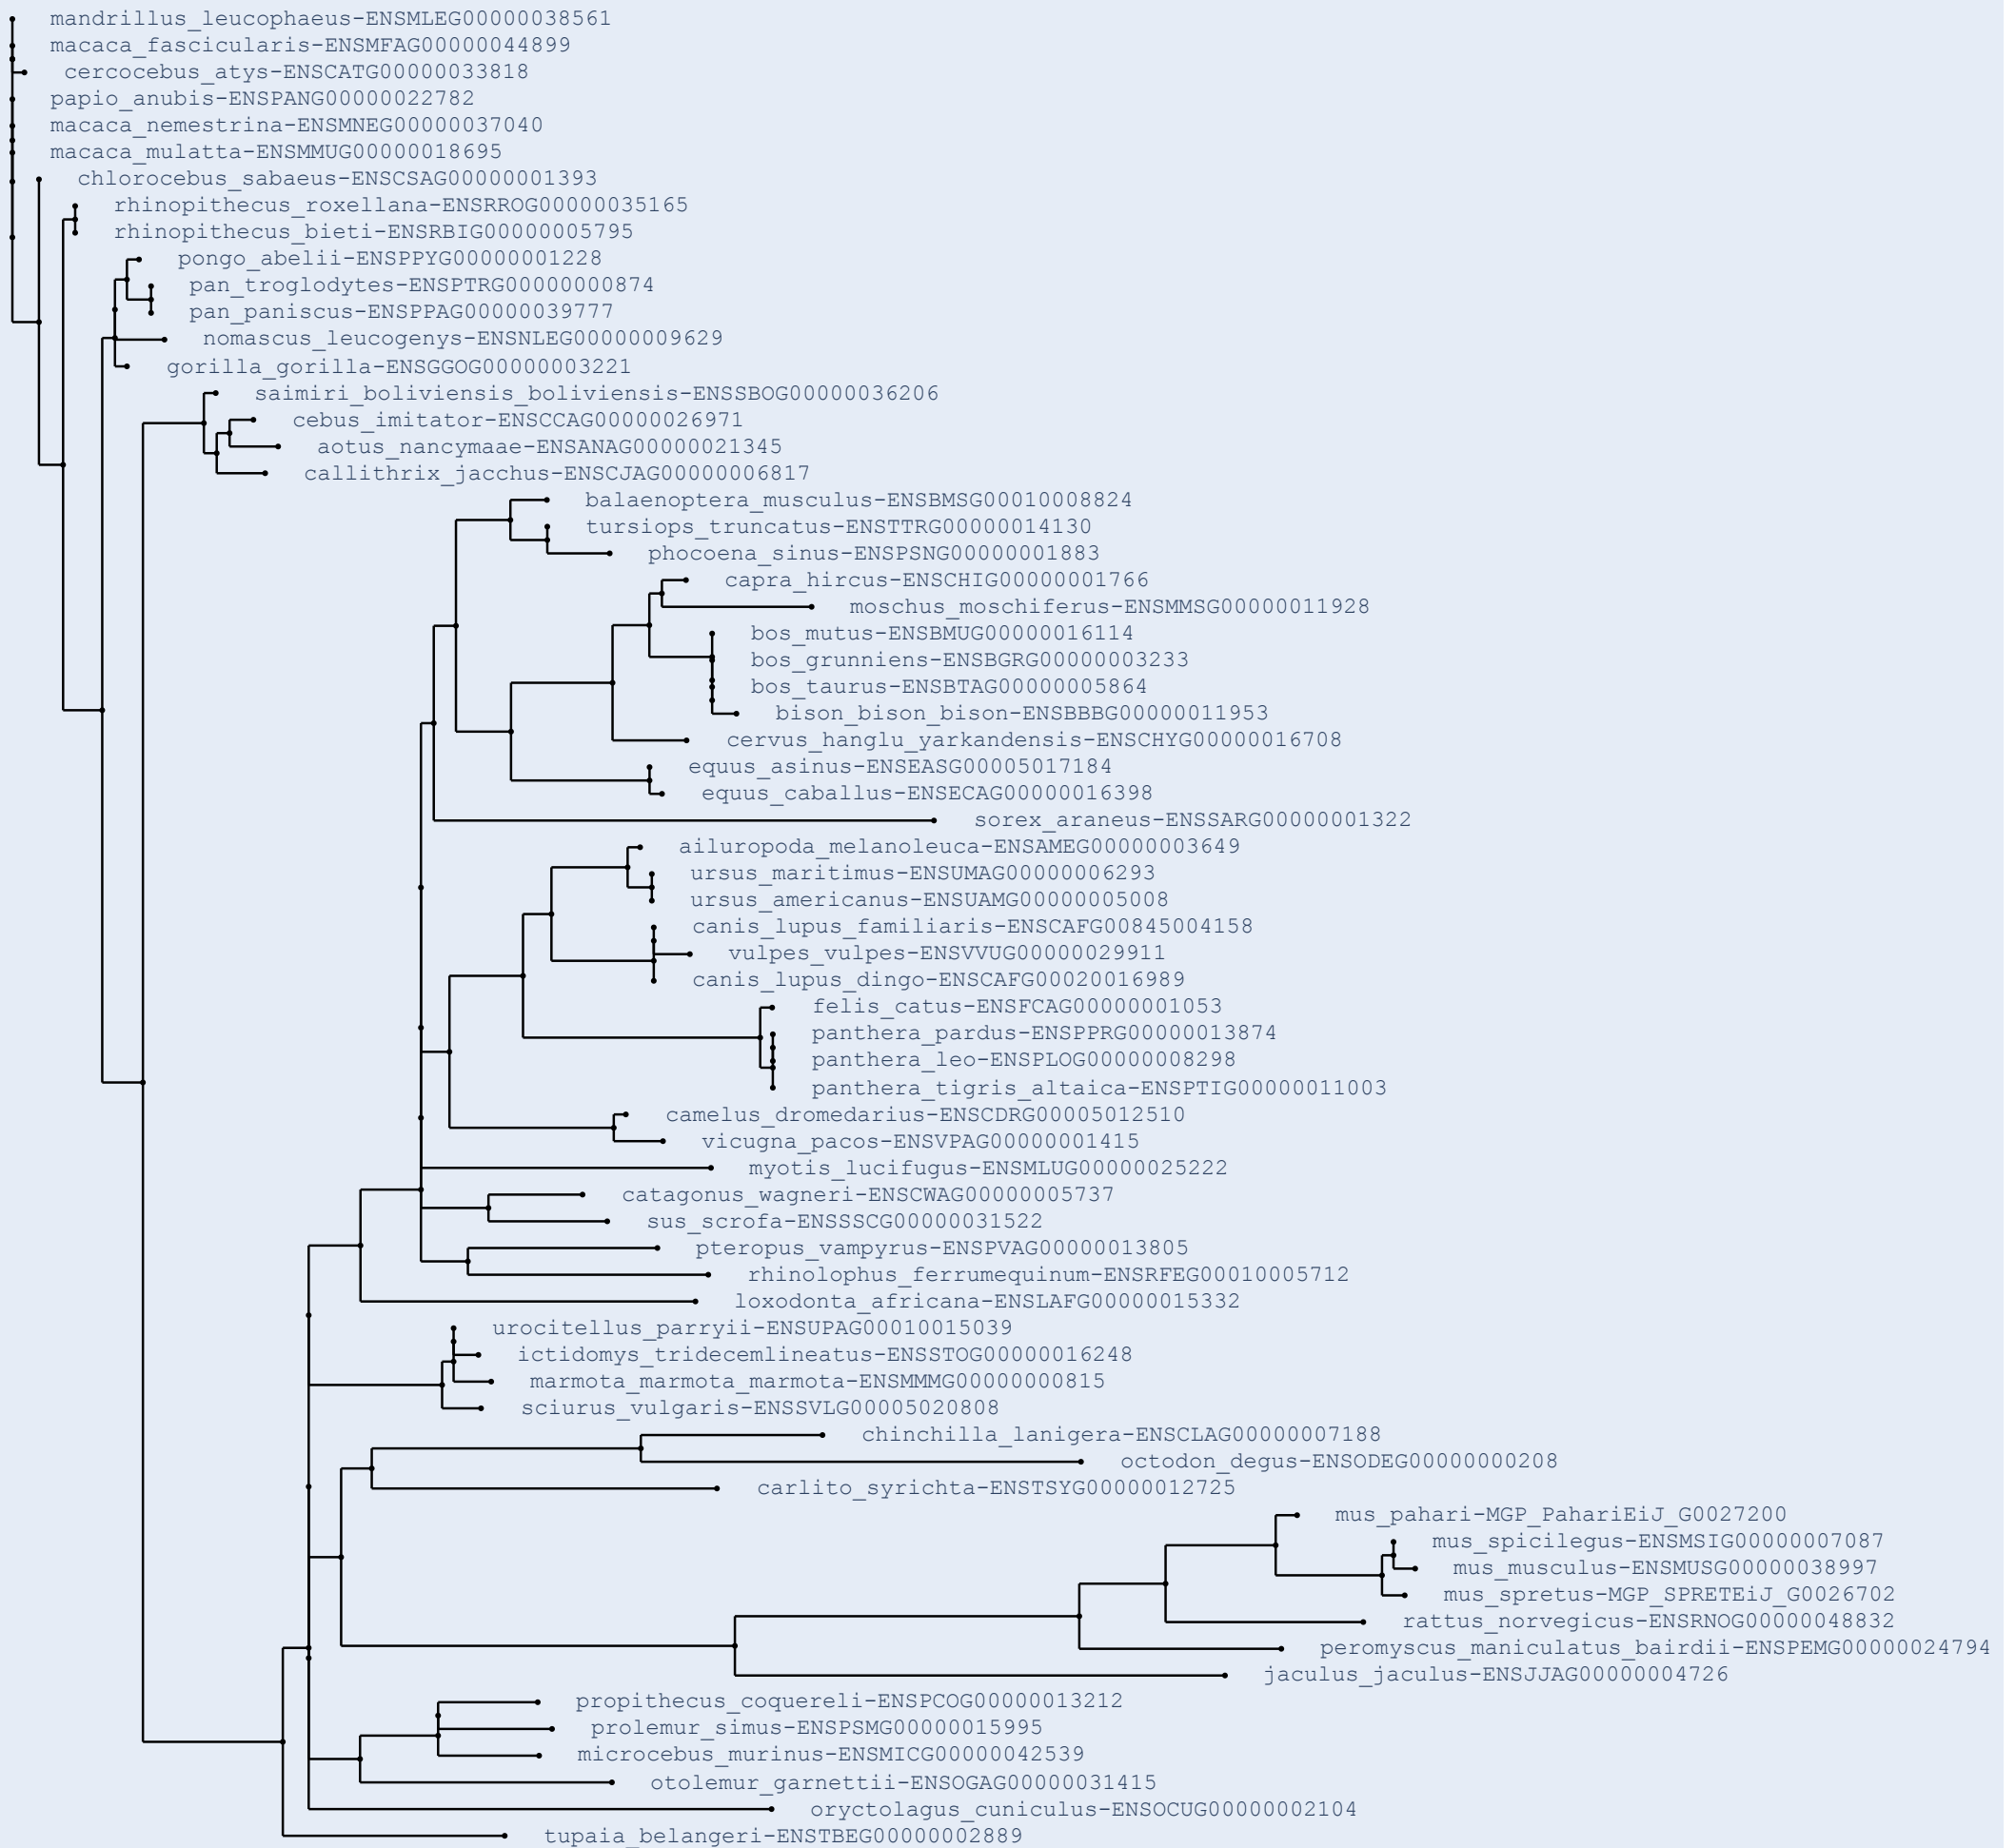 mandrillus_leucophaeus-ENSMLEG00000038561
macaca_fascicularis-ENSMFAG00000044899
cercocebus_atys-ENSCATG00000033818
papio_anubis-ENSPANG00000022782
macaca_nemestrina-ENSMNEG00000037040
macaca_mulatta-ENSMMUG00000018695
chlorocebus_sabaeus-ENSCSAG00000001393
rhinopithecus_roxellana-ENSRROG00000035165
rhinopithecus_bieti-ENSRBIG00000005795
pongo_abelii-ENSPPYG00000001228
pan_troglodytes-ENSPTRG00000000874
pan_paniscus-ENSPPAG00000039777
nomascus_leucogenys-ENSNLEG00000009629
gorilla_gorilla-ENSGGOG00000003221
saimiri_boliviensis_boliviensis-ENSSBOG00000036206
cebus_imitator-ENSCCAG00000026971
aotus_nancymaae-ENSANAG00000021345
callithrix_jacchus-ENSCJAG00000006817
balaenoptera_musculus-ENSBMSG00010008824
tursiops_truncatus-ENSTTRG00000014130
phocoena_sinus-ENSPSNG00000001883
capra_hircus-ENSCHIG00000001766
moschus_moschiferus-ENSMMSG00000011928
bos_mutus-ENSBMUG00000016114
bos_grunniens-ENSBGRG00000003233
bos_taurus-ENSBTAG00000005864
bison_bison_bison-ENSBBBG00000011953
cervus_hanglu_yarkandensis-ENSCHYG00000016708
equus_asinus-ENSEASG00005017184
equus_caballus-ENSECAG00000016398
sorex_araneus-ENSSARG00000001322
ailuropoda_melanoleuca-ENSAMEG00000003649
ursus_maritimus-ENSUMAG00000006293
ursus_americanus-ENSUAMG00000005008
canis_lupus_familiaris-ENSCAFG00845004158
vulpes_vulpes-ENSVVUG00000029911
canis_lupus_dingo-ENSCAFG00020016989
felis_catus-ENSFCAG00000001053
panthera_pardus-ENSPPRG00000013874
panthera_leo-ENSPLOG00000008298
panthera_tigris_altaica-ENSPTIG00000011003
camelus_dromedarius-ENSCDRG00005012510
vicugna_pacos-ENSVPAG00000001415
myotis_lucifugus-ENSMLUG00000025222
catagonus_wagneri-ENSCWAG00000005737
sus_scrofa-ENSSSCG00000031522
pteropus_vampyrus-ENSPVAG00000013805
rhinolophus_ferrumequinum-ENSRFEG00010005712
loxodonta_africana-ENSLAFG00000015332
urocitellus_parryii-ENSUPAG00010015039
ictidomys_tridecemlineatus-ENSSTOG00000016248
marmota_marmota_marmota-ENSMMMG00000000815
sciurus_vulgaris-ENSSVLG00005020808
chinchilla_lanigera-ENSCLAG00000007188
octodon_degus-ENSODEG00000000208
carlito_syrichta-ENSTSYG00000012725
mus_pahari-MGP_PahariEiJ_G0027200
mus_spicilegus-ENSMSIG00000007087
mus_musculus-ENSMUSG00000038997
mus_spretus-MGP_SPRETEiJ_G0026702
rattus_norvegicus-ENSRNOG00000048832
peromyscus_maniculatus_bairdii-ENSPEMG00000024794
jaculus_jaculus-ENSJJAG00000004726
propithecus_coquereli-ENSPCOG00000013212
prolemur_simus-ENSPSMG00000015995
microcebus_murinus-ENSMICG00000042539
otolemur_garnettii-ENSOGAG00000031415
oryctolagus_cuniculus-ENSOCUG00000002104
tupaia_belangeri-ENSTBEG00000002889